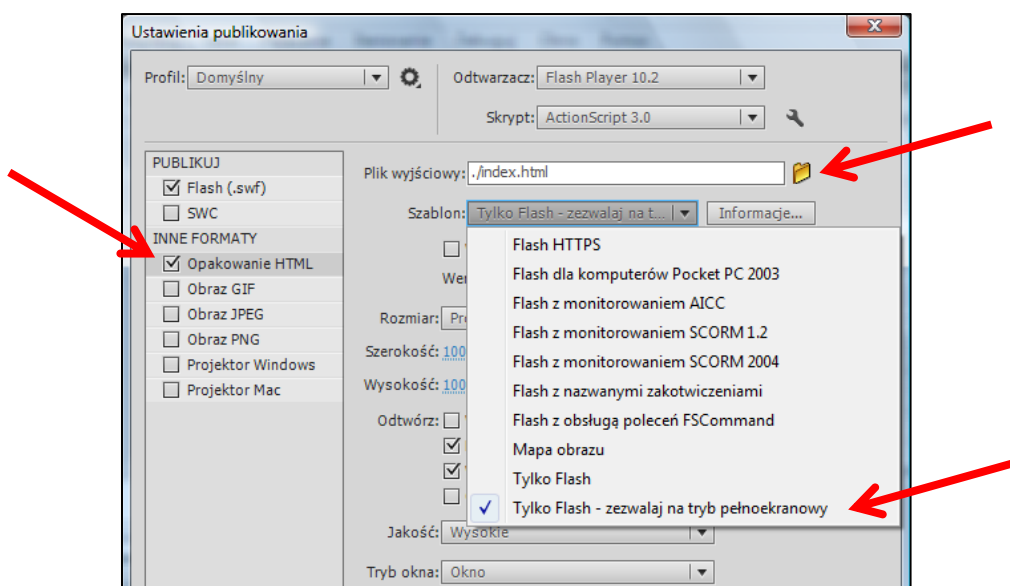 Ustawienia publikowania
Profil: Domyślny
Odtwarzacz: Flash Player 10.2
Skrypt: ActionScript 3.0
PUBLIKUJ
Flash (.swf)
SWC
INNE FORMATY
Opakowanie HTML
Obraz GIF
Obraz JPEG
Obraz PNG
Projektor Windows
Projektor Mac
Plik wyjściowy: ./index.html
Szablon: Tylko Flash - zezwalaj na t... Informacje...
Flash HTTPS
Flash dla komputerów Pocket PC 2003
Flash z monitorowaniem AICC
Flash z monitorowaniem SCORM 1.2
Flash z monitorowaniem SCORM 2004
Flash z nazwanymi zakotwiczeniami
Flash z obsługą poleceń FSCommand
Mapa obrazu
Tylko Flash
Tylko Flash - zezwalaj na tryb pełnoekranowy
Rozmiar:
Szerokość: 100
Wysokość: 100
Odtwórz:
Jakość: Wysokie
Tryb okna: Okno